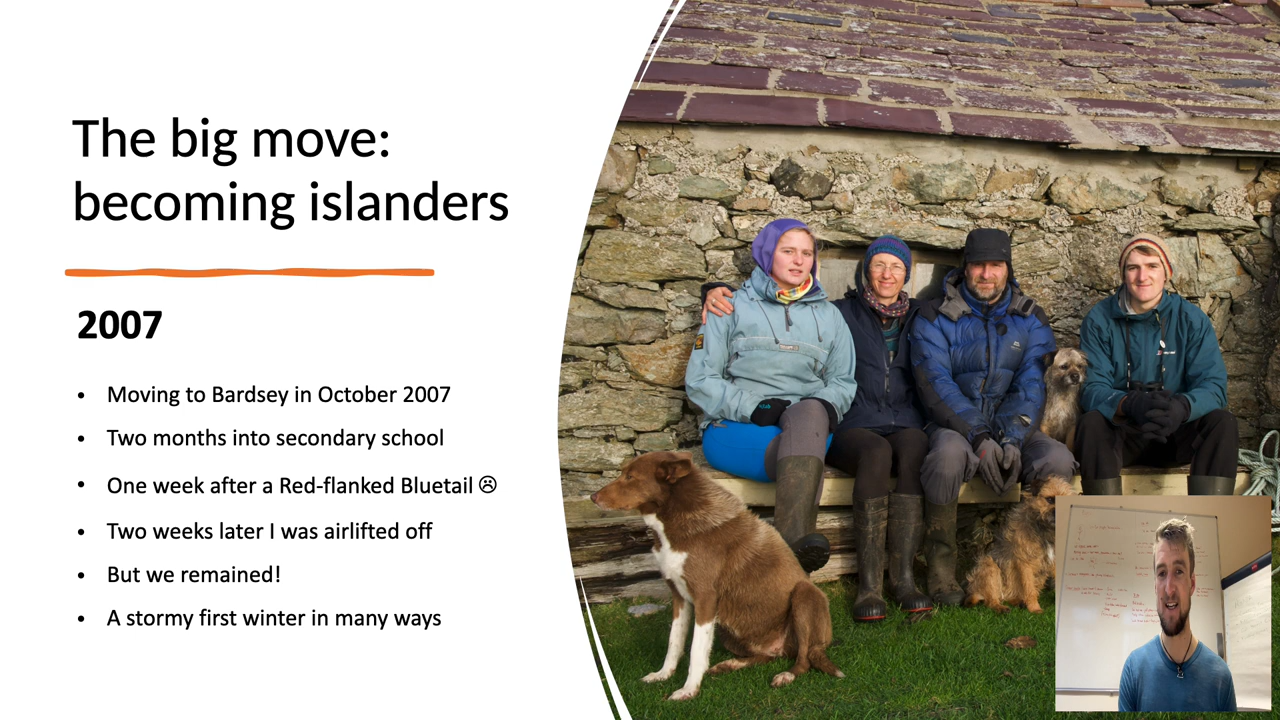 The big move:
becoming islanders
2007
• Moving to Bardsey in October 2007
• Two months into secondary school
• One week after a Red-flanked Bluetail ☹
• Two weeks later I was airlifted off
• But we remained!
• A stormy first winter in many ways